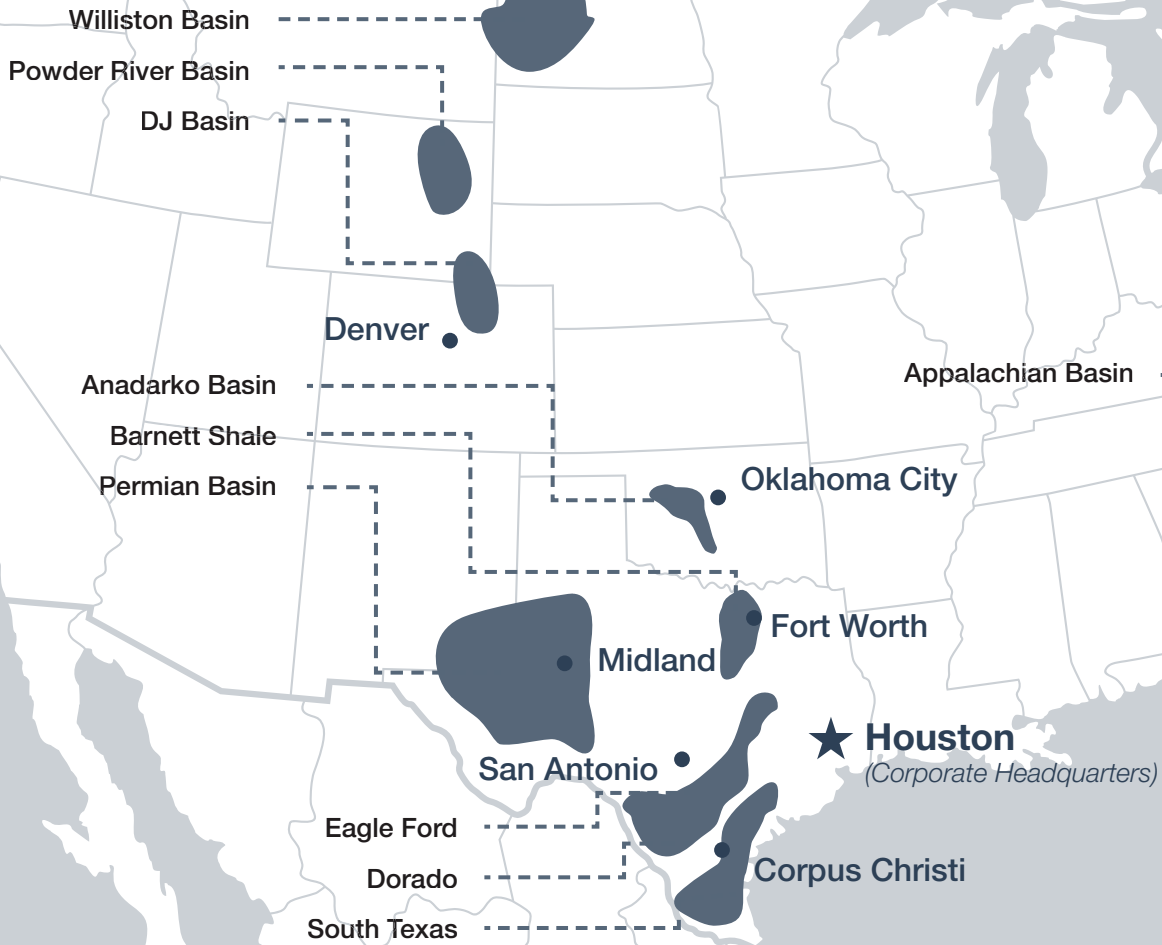 Williston Basin
Powder River Basin
DJ Basin
Denver
Anadarko Basin
Appalachian Basin
Barnett Shale
Permian Basin
Oklahoma City
Fort Worth
Midland
Houston
(Corporate Headquarters)
San Antonio
Eagle Ford
Dorado
Corpus Christi
South Texas